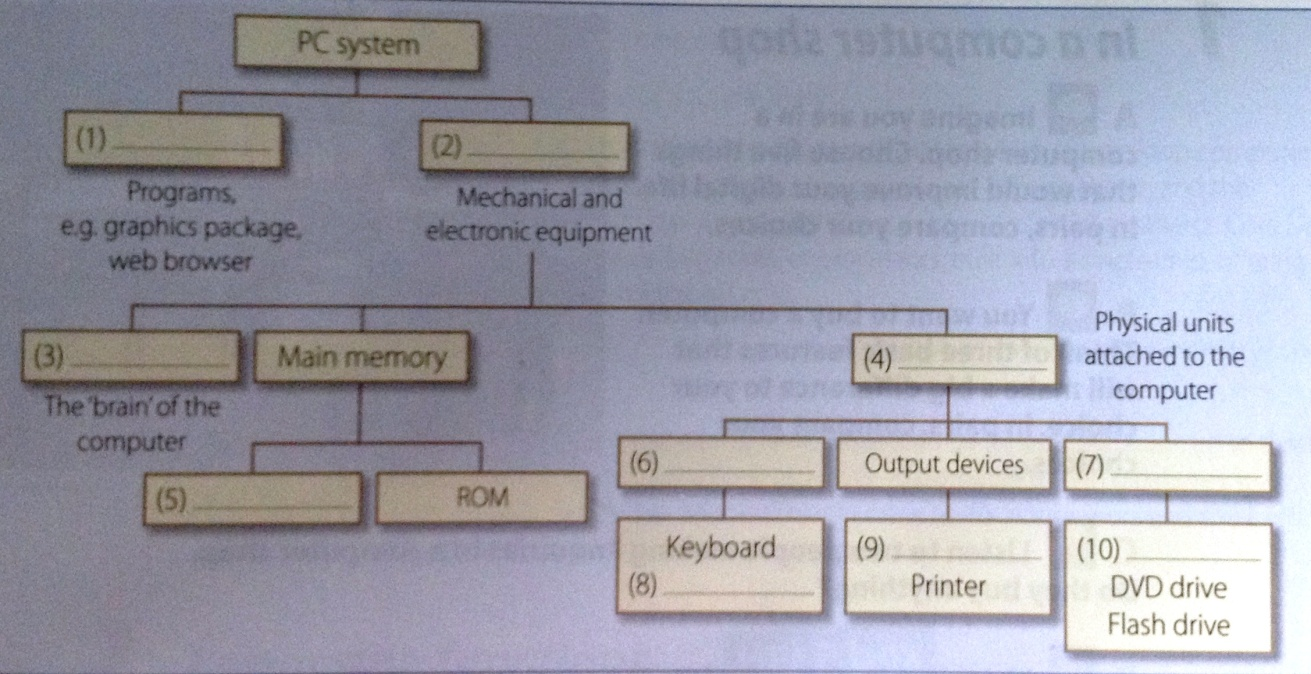 PC system
(1)
(2)
Programs,
e.g. graphics package,
web browser
Mechanical and
electronic equipment
(3)
The 'brain' of the
computer
Main memory
(4)
Physical units
attached to the
computer
(5)
ROM
(6)
Output devices
(7)
Keyboard
(8)
(9)
Printer
(10)
DVD drive
Flash drive